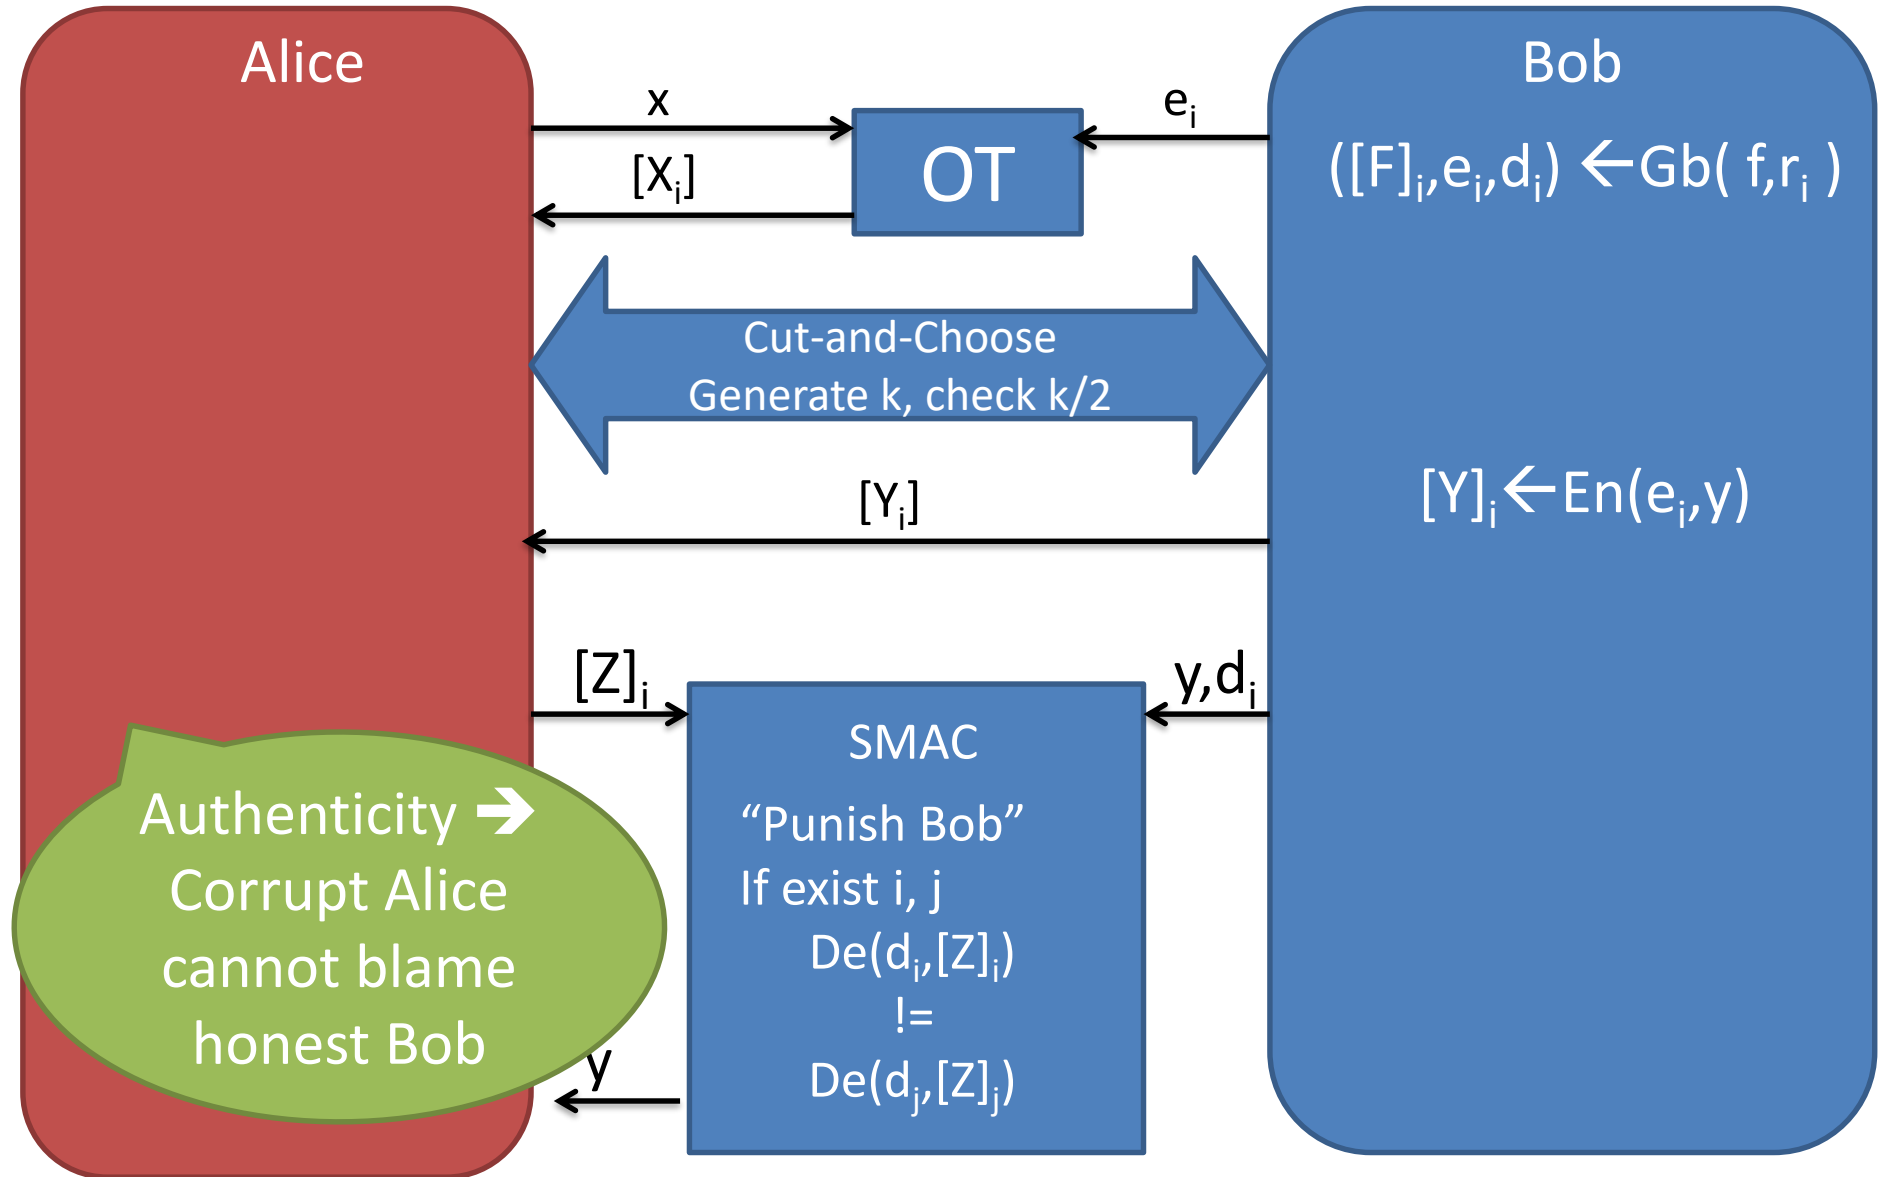 Alice
Bob
x
e_i
OT
[X_i]
([F]_i,e_i,d_i) ←Gb( f,r_i )
Cut-and-Choose
Generate k, check k/2
[Y_i]
[Y]_i←En(e_i,y)
[Z]_i
y,d_i
SMAC
“Punish Bob”
If exist i, j
De(d_i,[Z]_i)
!=
De(d_j,[Z]_j)
Authenticity ➔
Corrupt Alice
cannot blame
honest Bob
y